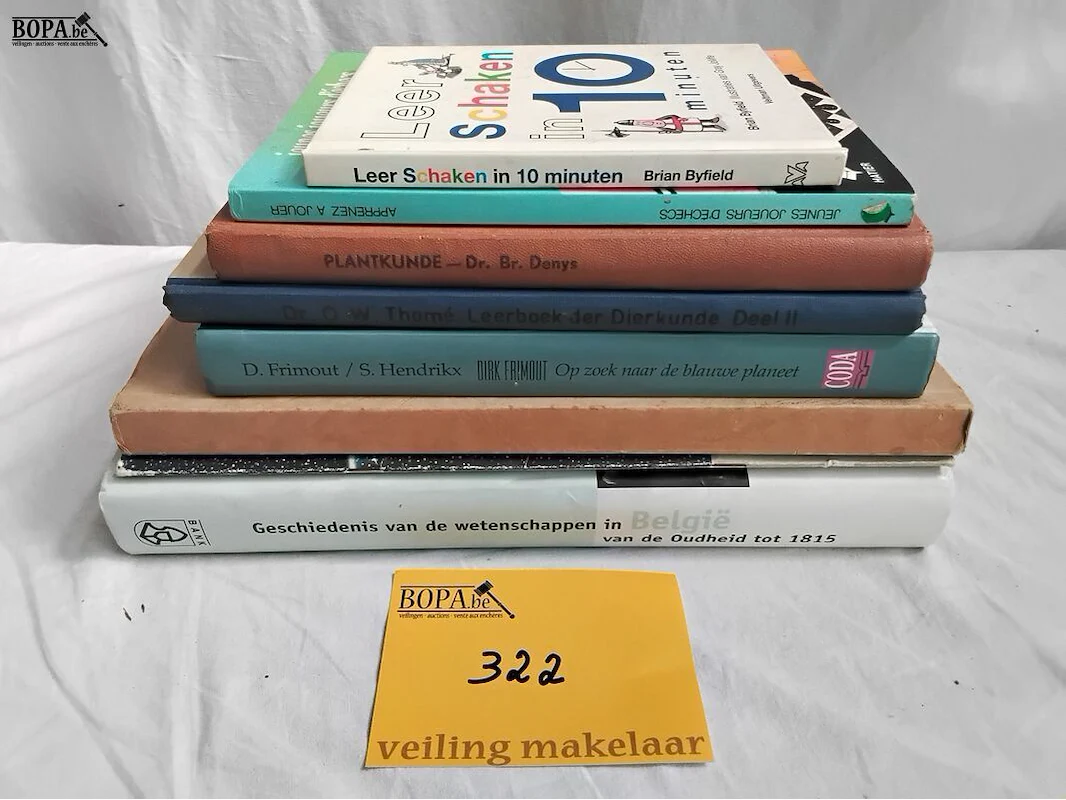 BOPA.be
veilingen - auctions - vente aux enchères
Leer
Schaken
in 10
minuten
Brian Byfield
Leer Schaken in 10 minuten Brian Byfield
HATIER
JEUNES JOUEURS D'ECHECS APPRENEZ A JOUER
PLANTKUNDE — Dr. Br. Denys
Dr. O. W. Thomé Leerboek der Dierkunde Deel II
D. Frimout / S. Hendrikx DIRK FRIMOUT Op zoek naar de blauwe planeet CODA
BANK
Geschiedenis van de wetenschappen in België
van de Oudheid tot 1815
BOPA.be
veilingen - auctions - vente aux enchères
322
veiling makelaar